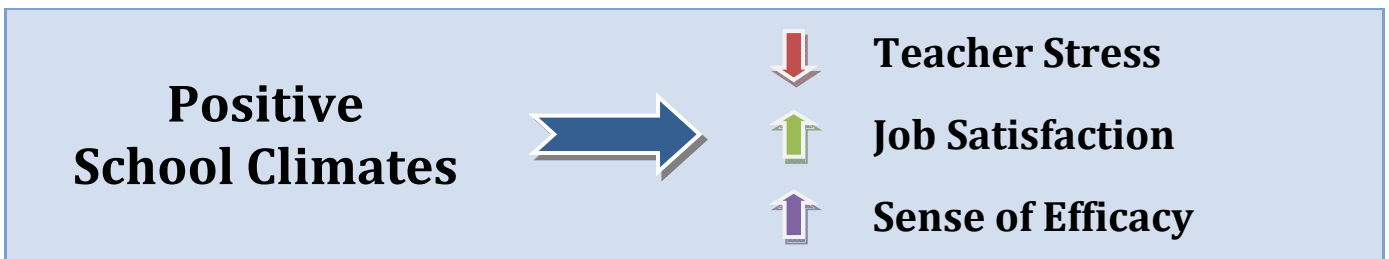 Positive
School Climates
Teacher Stress
Job Satisfaction
Sense of Efficacy